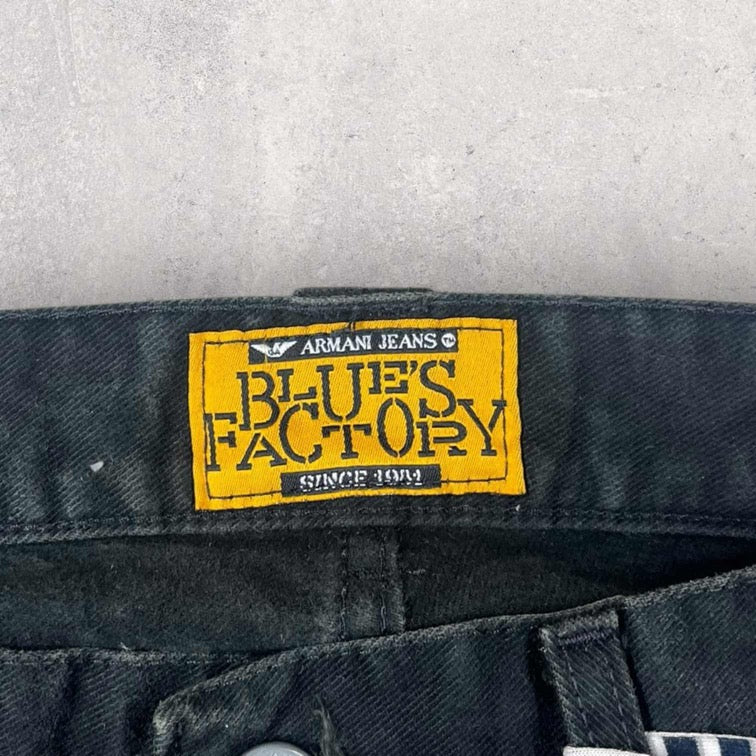 ARMANI JEANS
BLUE'S
FACTORY
SINCE 1981